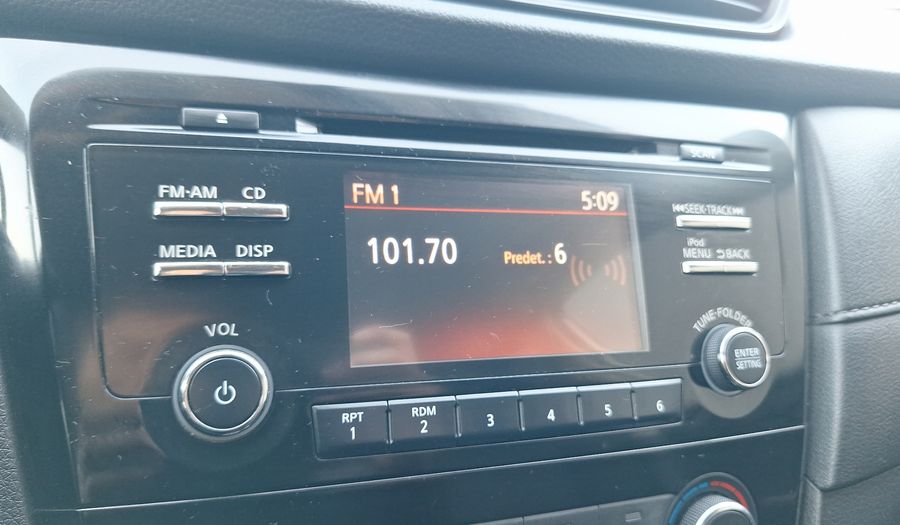 SCAN
FM·AM CD
FM 1 5:09
SEEK·TRACK
MEDIA DISP
101.70 Predet. : 6
iPod
MENU BACK
VOL
TUNE·FOLDER
ENTER
SETTING
RPT 1
RDM 2
3
4
5
6